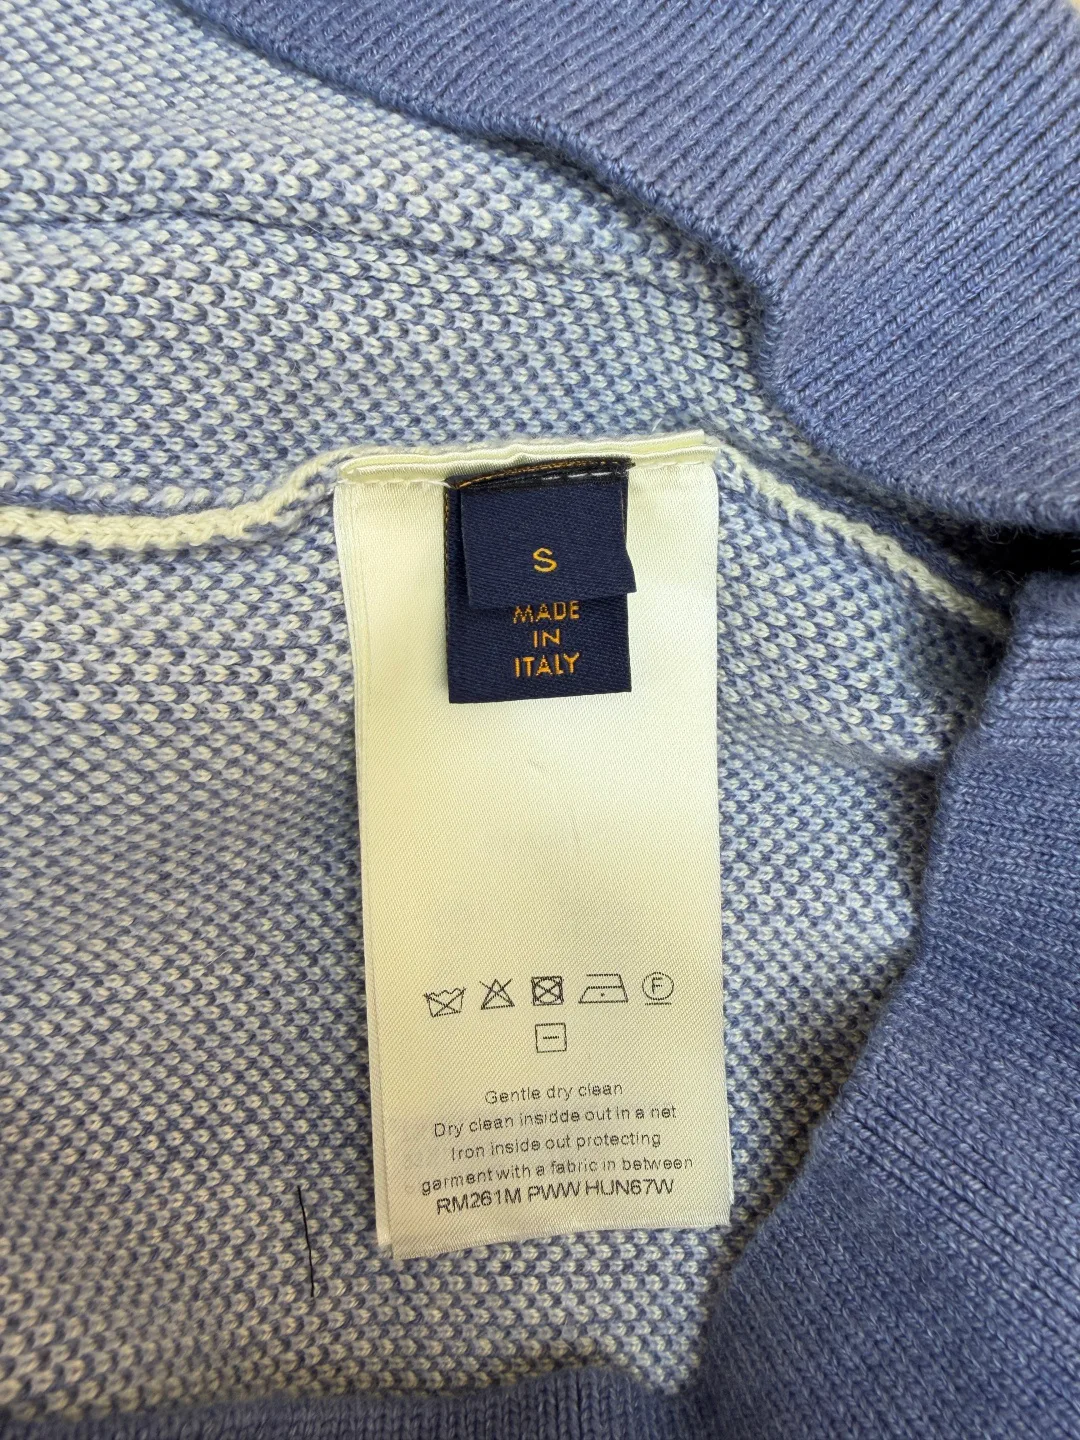 S
MADE
IN
ITALY
F
Gentle dry clean
Dry clean insidde out in a net
Iron inside out protecting
garment with a fabric in between
RM261M PWW HUN67W